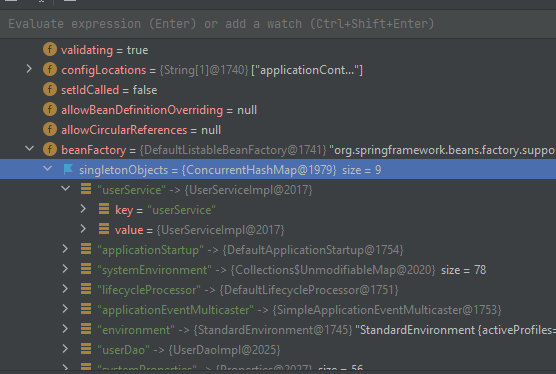 Evaluate expression (Enter) or add a watch (Ctrl+Shift+Enter)
f validating = true
f configLocations = {String[1]@1740} ["applicationCont..."]
f setIdCalled = false
f allowBeanDefinitionOverriding = null
f allowCircularReferences = null
f beanFactory = {DefaultListableBeanFactory@1741} "org.springframework.beans.factory.suppo
singletonObjects = {ConcurrentHashMap@1979} size = 9
"userService" -> {UserServiceImpl@2017}
key = "userService"
value = {UserServiceImpl@2017}
"applicationStartup" -> {DefaultApplicationStartup@1754}
"systemEnvironment" -> {Collections$UnmodifiableMap@2020} size = 78
"lifecycleProcessor" -> {DefaultLifecycleProcessor@1751}
"applicationEventMulticaster" -> {SimpleApplicationEventMulticaster@1753}
"environment" -> {StandardEnvironment@1745} "StandardEnvironment {activeProfiles=
"userDao" -> {UserDaoImpl@2025}
"systemProperties" -> {Properties@2027} size = 56